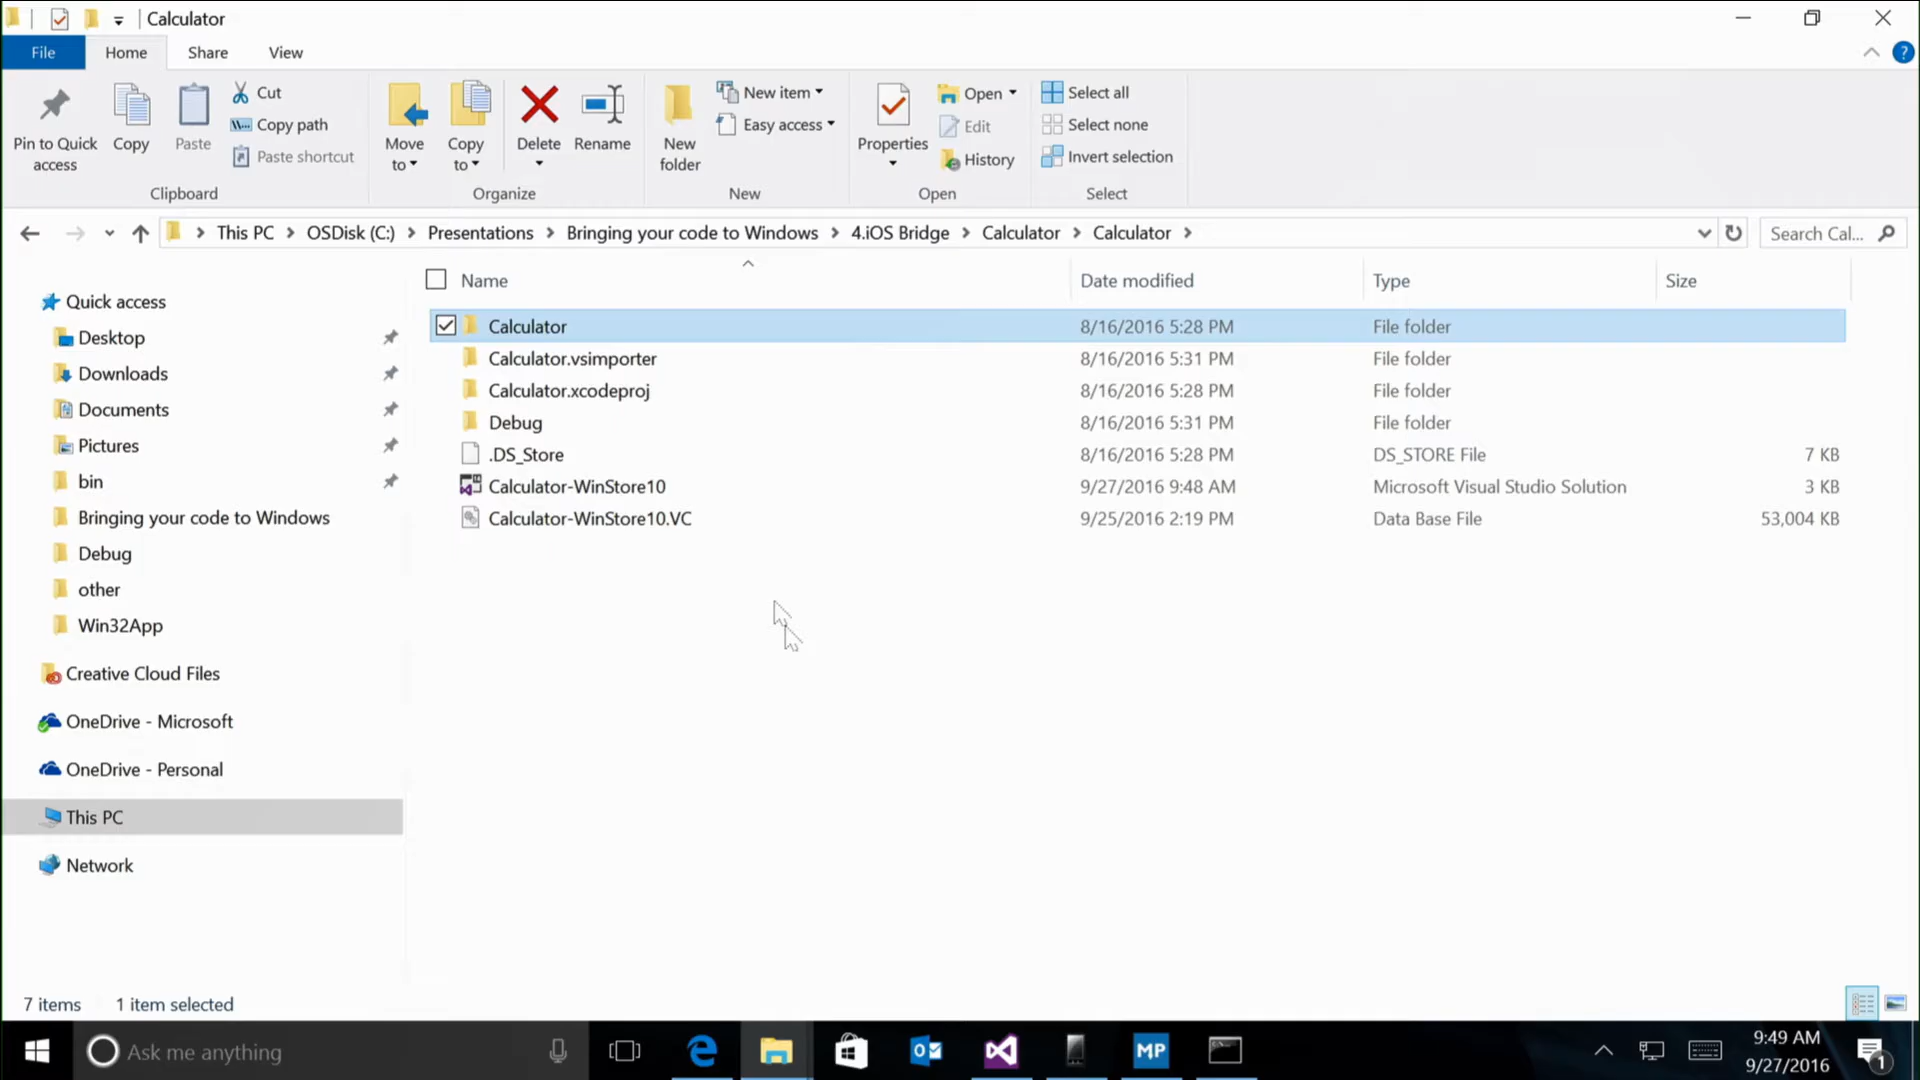 Calculator
File Home Share View
Pin to Quick access
Copy
Paste
Cut
Copy path
Paste shortcut
Clipboard
Move to
Copy to
Delete
Rename
Organize
New folder
New item
Easy access
New
Properties
Open
Edit
History
Open
Select all
Select none
Invert selection
Select
This PC > OSDisk (C:) > Presentations > Bringing your code to Windows > 4.iOS Bridge > Calculator > Calculator >
Search Cal...
Name Date modified Type Size
Calculator 8/16/2016 5:28 PM File folder
Calculator.vsimporter 8/16/2016 5:31 PM File folder
Calculator.xcodeproj 8/16/2016 5:28 PM File folder
Debug 8/16/2016 5:31 PM File folder
.DS_Store 8/16/2016 5:28 PM DS_STORE File 7 KB
Calculator-WinStore10 9/27/2016 9:48 AM Microsoft Visual Studio Solution 3 KB
Calculator-WinStore10.VC 9/25/2016 2:19 PM Data Base File 53,004 KB
Quick access
Desktop
Downloads
Documents
Pictures
bin
Bringing your code to Windows
Debug
other
Win32App
Creative Cloud Files
OneDrive - Microsoft
OneDrive - Personal
This PC
Network
7 items 1 item selected
Ask me anything
MP
9:49 AM
9/27/2016
1